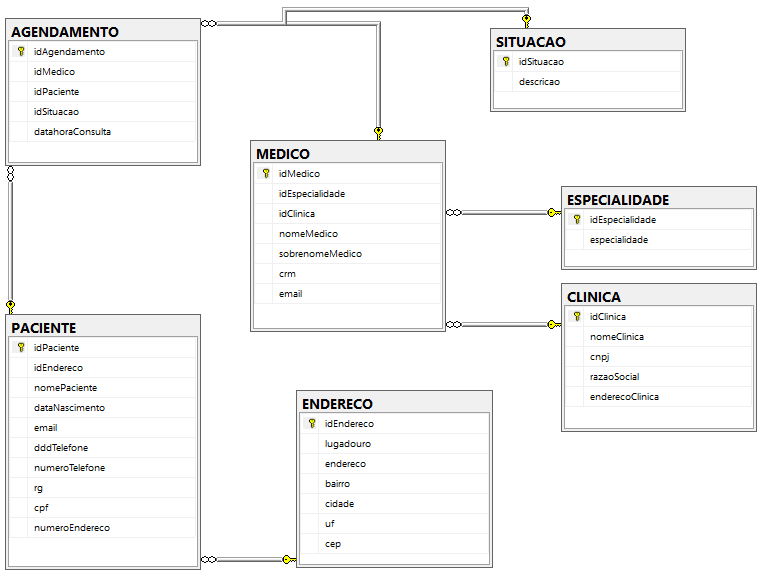 AGENDAMENTO
idAgendamento
idMedico
idPaciente
idSituacao
datahoraConsulta
SITUACAO
idSituacao
descricao
MEDICO
idMedico
idEspecialidade
idClinica
nomeMedico
sobrenomeMedico
crm
email
ESPECIALIDADE
idEspecialidade
especialidade
CLINICA
idClinica
nomeClinica
cnpj
razaoSocial
enderecoClinica
PACIENTE
idPaciente
idEndereco
nomePaciente
dataNascimento
email
dddTelefone
numeroTelefone
rg
cpf
numeroEndereco
ENDERECO
idEndereco
lugadouro
endereco
bairro
cidade
uf
cep